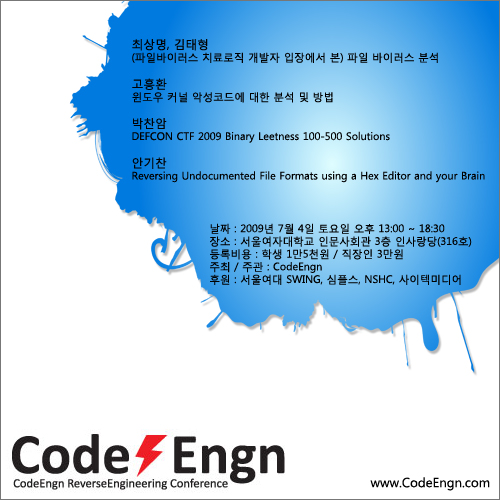 최상명, 김태형
(파일바이러스 치료로직 개발자 입장에서 본) 파일 바이러스 분석
고흥환
윈도우 커널 악성코드에 대한 분석 및 방법
박찬암
DEFCON CTF 2009 Binary Leetness 100-500 Solutions
안기찬
Reversing Undocumented File Formats using a Hex Editor and your Brain
날짜 : 2009년 7월 4일 토요일 오후 13:00 ~ 18:30
장소 : 서울여자대학교 인문사회관 3층 인사랑당(316호)
등록비용 : 학생 1만5천원 / 직장인 3만원
주최 / 주관 : CodeEngn
후원 : 서울여대 SWING, 심플스, NSHC, 사이텍미디어
Code Engn
CodeEngn ReverseEngineering Conference
www.CodeEngn.com